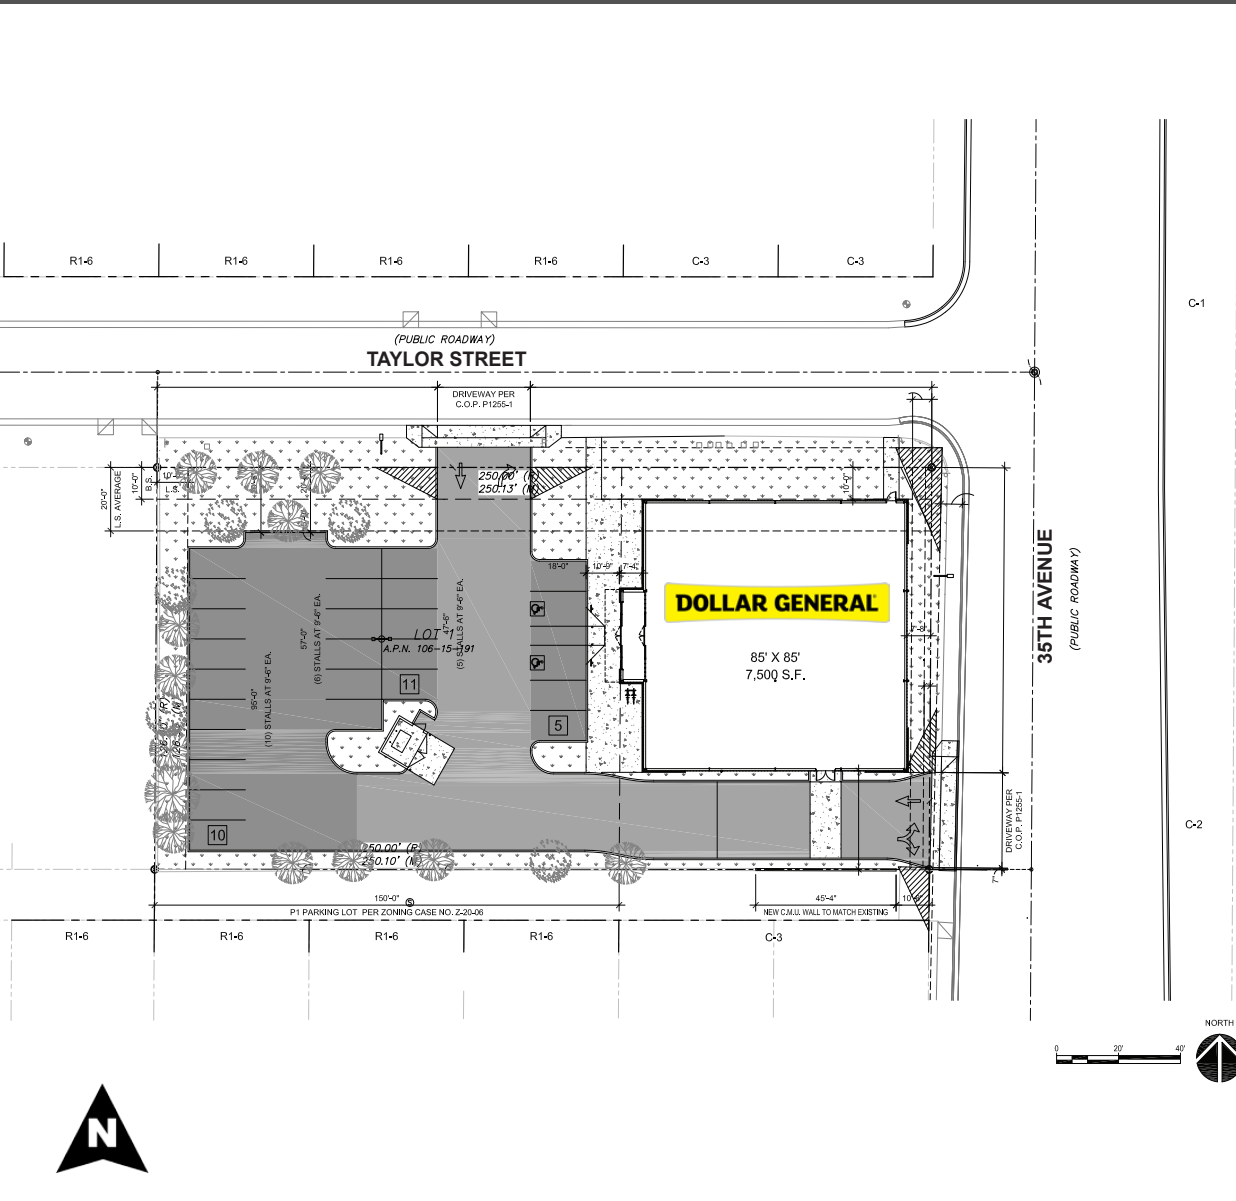 R1-6
R1-6
R1-6
R1-6
C-3
C-3
C-1
(PUBLIC ROADWAY)
TAYLOR STREET
DRIVEWAY PER
C.O.P. P1255-1
20'-0"
L.S. AVERAGE
10'-0"
B.S.
10'-
L.S.
250.00' (R)
250.13' (M)
10'-0"
18'-0"
10'-9"
7'-4"
35TH AVENUE
(PUBLIC ROADWAY)
DOLLAR GENERAL
85' X 85'
7,500 S.F.
57'-0"
(6) STALLS AT 9'-6" EA.
47'-6"
(5) STALLS AT 9'-6" EA.
LOT 1
A.P.N. 106-15-191
95'-0"
(10) STALLS AT 9'-6" EA.
11
5
10
DRIVEWAY PER
C.O.P. P1255-1
C-2
250.00' (R)
250.10' (M)
7"
150'-0"
S
P1 PARKING LOT PER ZONING CASE NO. Z-20-06
45'-4"
NEW C.M.U. WALL TO MATCH EXISTING
R1-6
R1-6
R1-6
R1-6
C-3
NORTH
0 20' 40'
N